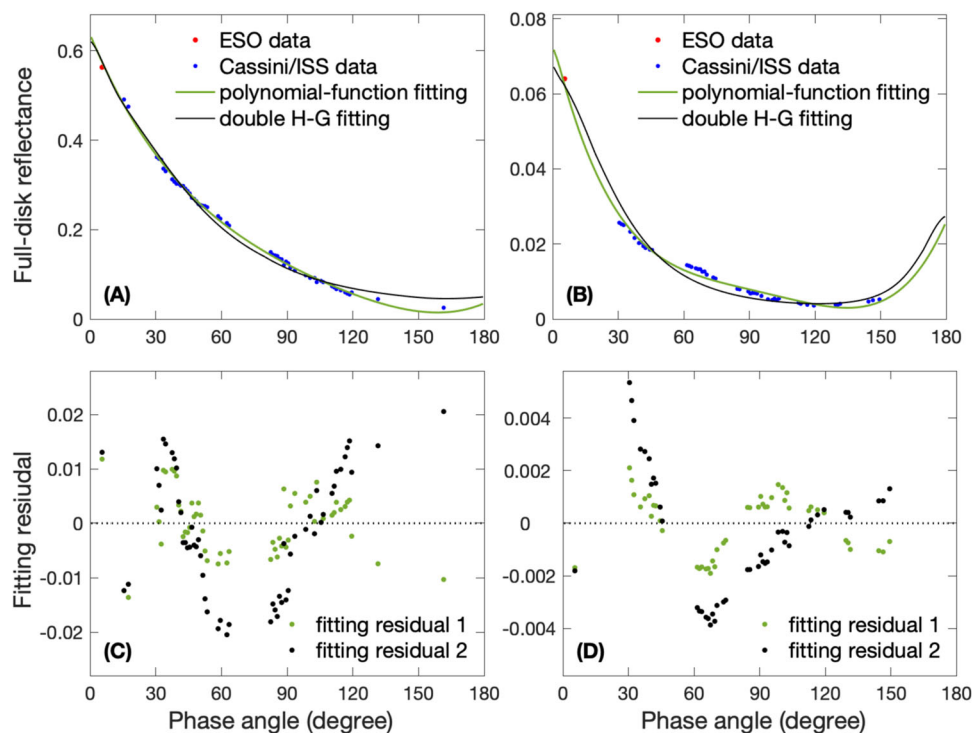 (A)
ESO data
Cassini/ISS data
polynomial-function fitting
double H-G fitting
Full-disk reflectance
0.6
0.4
0.2
0
0 30 60 90 120 150 180
(B)
ESO data
Cassini/ISS data
polynomial-function fitting
double H-G fitting
0.08
0.06
0.04
0.02
0
0 30 60 90 120 150 180
(C)
Fitting resiudal
0.02
0.01
0
-0.01
-0.02
fitting residual 1
fitting residual 2
0 30 60 90 120 150 180
Phase angle (degree)
(D)
0.004
0.002
0
-0.002
-0.004
fitting residual 1
fitting residual 2
0 30 60 90 120 150 180
Phase angle (degree)